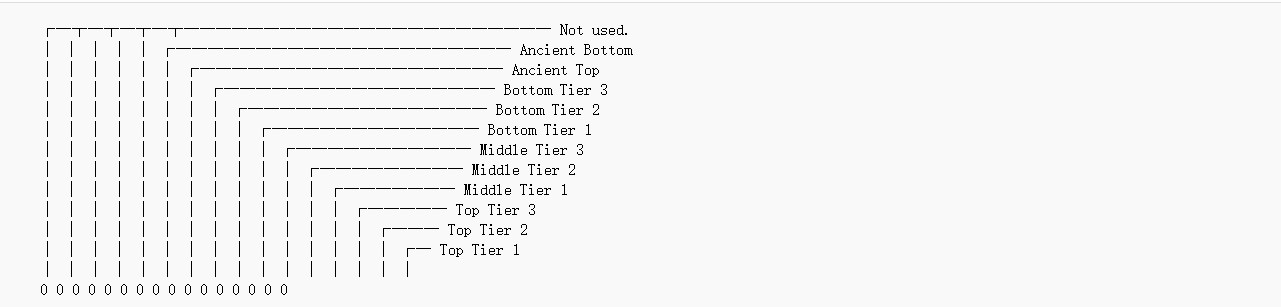 Not used.
Ancient Bottom
Ancient Top
Bottom Tier 3
Bottom Tier 2
Bottom Tier 1
Middle Tier 3
Middle Tier 2
Middle Tier 1
Top Tier 3
Top Tier 2
Top Tier 1
0 0 0 0 0 0 0 0 0 0 0 0 0 0 0 0